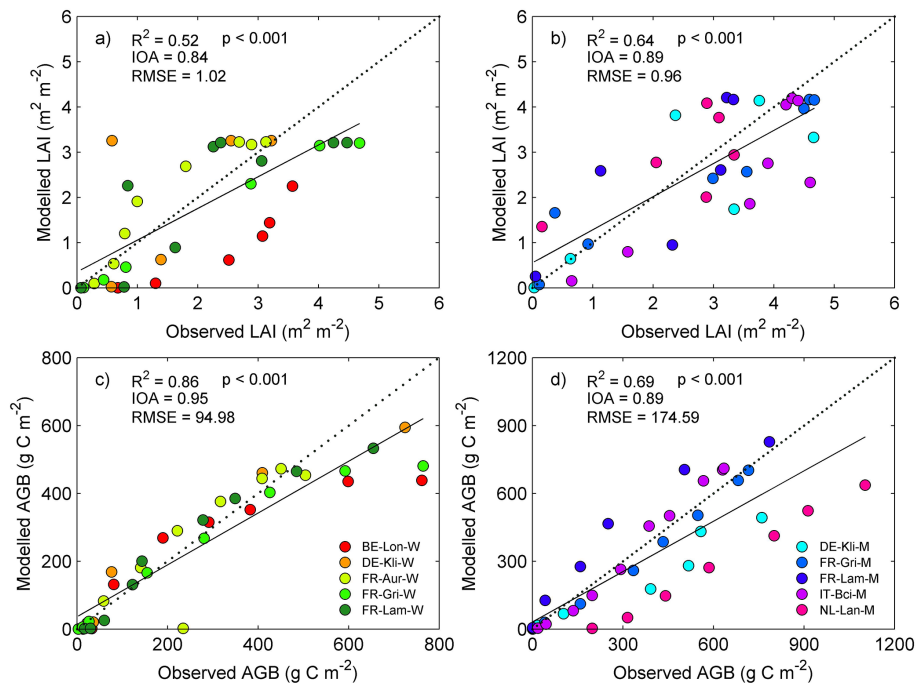 a)
R² = 0.52 p < 0.001
IOA = 0.84
RMSE = 1.02
6
5
4
3
2
1
0
Modelled LAI (m² m⁻²)
0 1 2 3 4 5 6
Observed LAI (m² m⁻²)
b)
R² = 0.64 p < 0.001
IOA = 0.89
RMSE = 0.96
6
5
4
3
2
1
0
Modelled LAI (m² m⁻²)
0 1 2 3 4 5 6
Observed LAI (m² m⁻²)
c)
R² = 0.86 p < 0.001
IOA = 0.95
RMSE = 94.98
800
600
400
200
0
Modelled AGB (g C m⁻²)
BE-Lon-W
DE-Kli-W
FR-Aur-W
FR-Gri-W
FR-Lam-W
0 200 400 600 800
Observed AGB (g C m⁻²)
d)
R² = 0.69 p < 0.001
IOA = 0.89
RMSE = 174.59
1200
900
600
300
0
Modelled AGB (g C m⁻²)
DE-Kli-M
FR-Gri-M
FR-Lam-M
IT-Bci-M
NL-Lan-M
0 300 600 900 1200
Observed AGB (g C m⁻²)